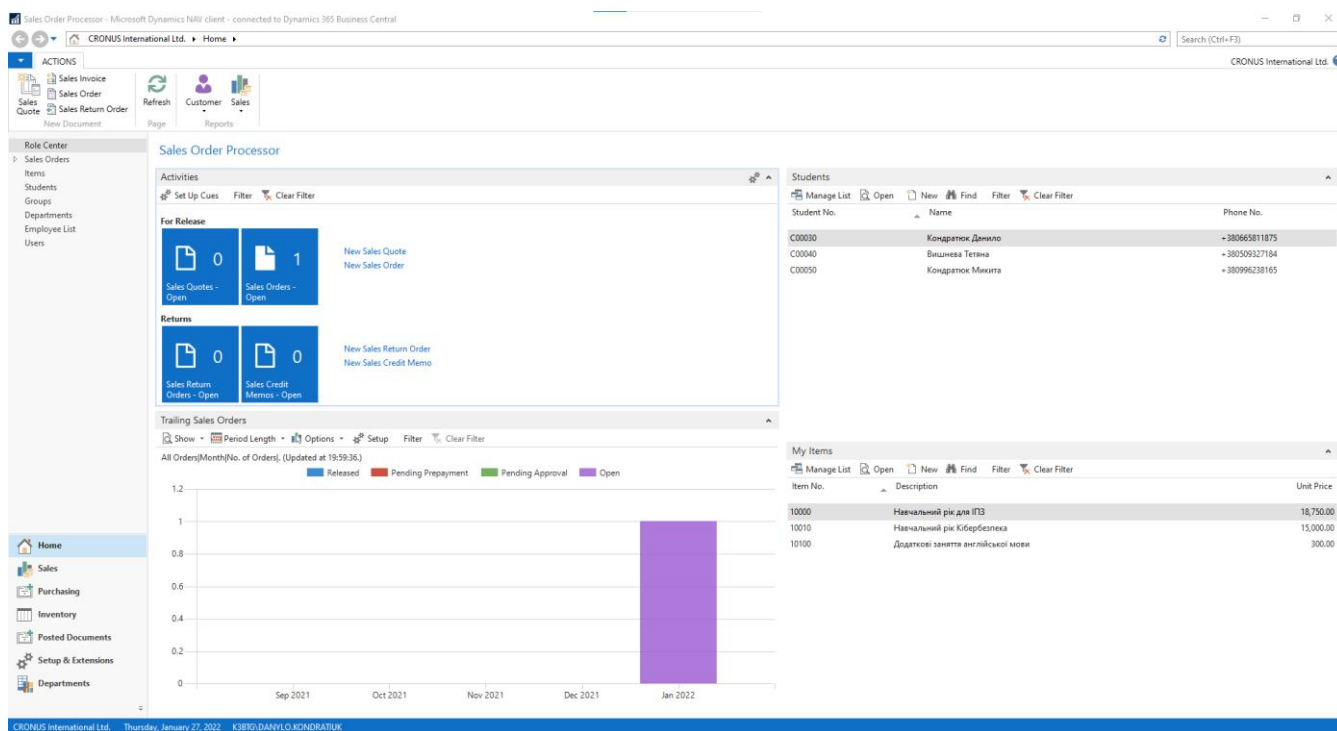 Sales Order Processor - Microsoft Dynamics NAV client - connected to Dynamics 365 Business Central
CRONUS International Ltd. Home
Search (Ctrl+F3)
ACTIONS
CRONUS International Ltd.
Sales Quote
Sales Invoice
Sales Order
Sales Return Order
New Document
Refresh
Page
Customer
Sales
Reports
Role Center
Sales Orders
Items
Students
Groups
Departments
Employee List
Users
Home
Sales
Purchasing
Inventory
Posted Documents
Setup & Extensions
Departments
Sales Order Processor
Activities
Set Up Cues Filter Clear Filter
For Release
0
Sales Quotes - Open
1
Sales Orders - Open
New Sales Quote
New Sales Order
Returns
0
Sales Return Orders - Open
0
Sales Credit Memos - Open
New Sales Return Order
New Sales Credit Memo
Trailing Sales Orders
Show Period Length Options Setup Filter Clear Filter
All Orders|Month|No. of Orders|. (Updated at 19:59:36.)
Released Pending Prepayment Pending Approval Open
1.2
1
0.8
0.6
0.4
0.2
0
Sep 2021 Oct 2021 Nov 2021 Dec 2021 Jan 2022
Students
Manage List Open New Find Filter Clear Filter
Student No. Name Phone No.
C00030 Кондратюк Данило +380665811875
C00040 Вишнева Тетяна +380509327184
C00050 Кондратюк Микита +380996238165
My Items
Manage List Open New Find Filter Clear Filter
Item No. Description Unit Price
10000 Навчальний рік для ІПЗ 18,750.00
10010 Навчальний рік Кібербезпека 15,000.00
10100 Додаткові заняття англійської мови 300.00
CRONUS International Ltd. Thursday, January 27, 2022 K3BTG\DANYLO.KONDRATIUK